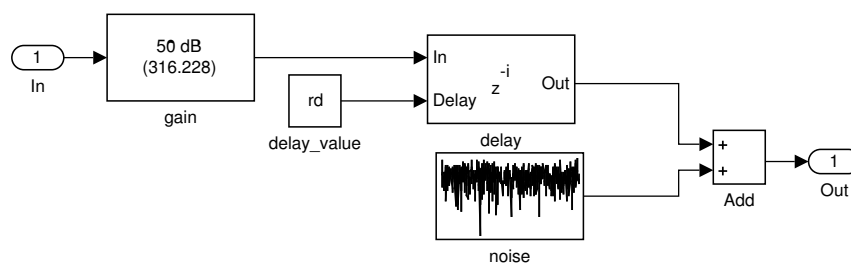 1
In
50 dB
(316.228)
gain
rd
delay_value
In
Delay
z-i
Out
delay
noise
+
+
Add
1
Out